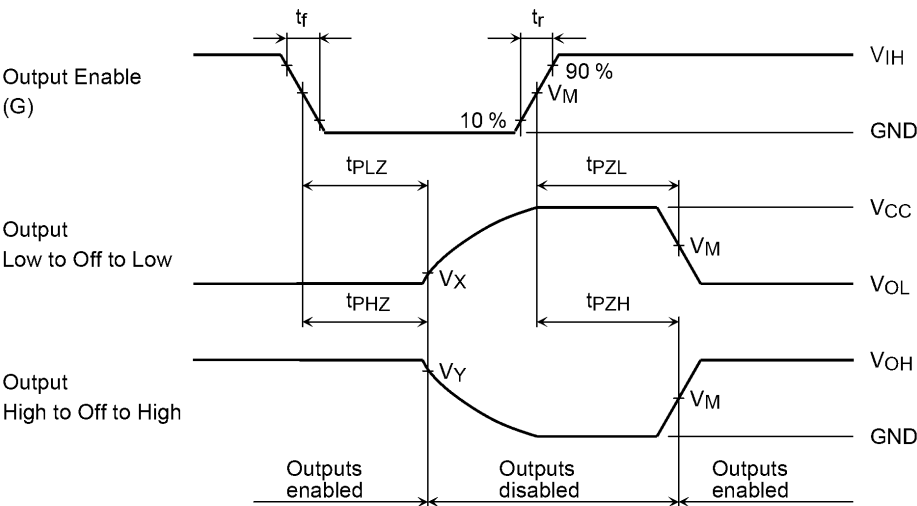 tf
tr
VIH
Output Enable
(G)
90 %
VM
10 %
GND
tPLZ
tPZL
VCC
Output
Low to Off to Low
VM
VX
VOL
tPHZ
tPZH
VOH
VY
Output
High to Off to High
VM
GND
Outputs
enabled
Outputs
disabled
Outputs
enabled